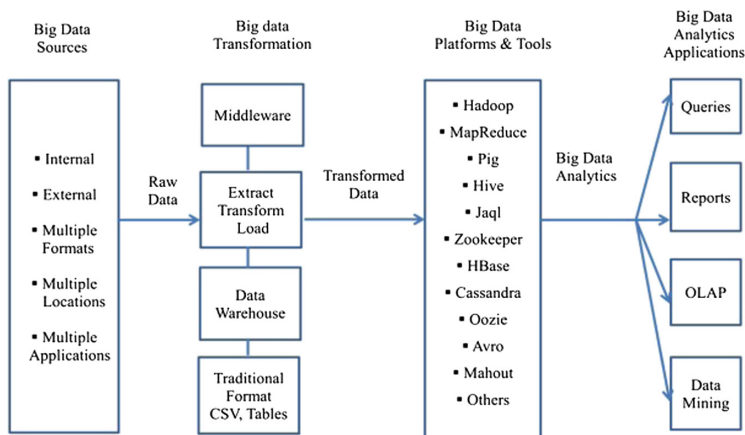 Big Data
Sources
Big data
Transformation
Big Data
Platforms & Tools
Big Data
Analytics
Applications
▪ Internal
▪ External
▪ Multiple
Formats
▪ Multiple
Locations
▪ Multiple
Applications
Raw
Data
Middleware
Extract
Transform
Load
Data
Warehouse
Traditional
Format
CSV, Tables
Transformed
Data
▪ Hadoop
▪ MapReduce
▪ Pig
▪ Hive
▪ Jaql
▪ Zookeeper
▪ HBase
▪ Cassandra
▪ Oozie
▪ Avro
▪ Mahout
▪ Others
Big Data
Analytics
Queries
Reports
OLAP
Data
Mining